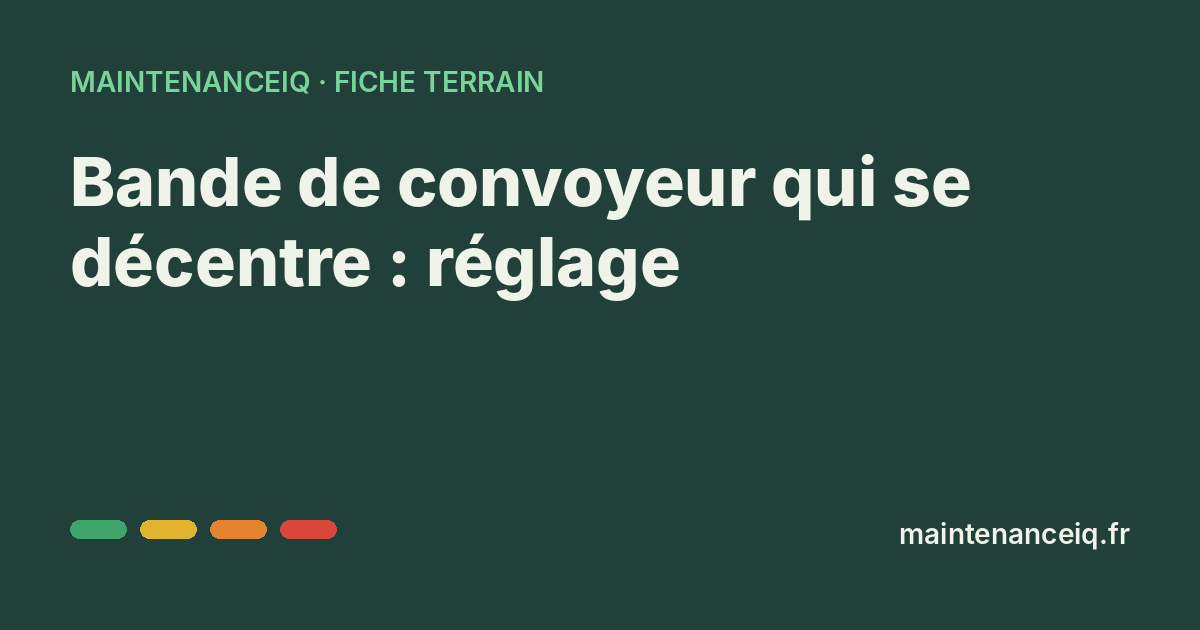 MAINTENANCEIQ · FICHE TERRAIN
Bande de convoyeur qui se
décentre : réglage
maintenanceiq.fr